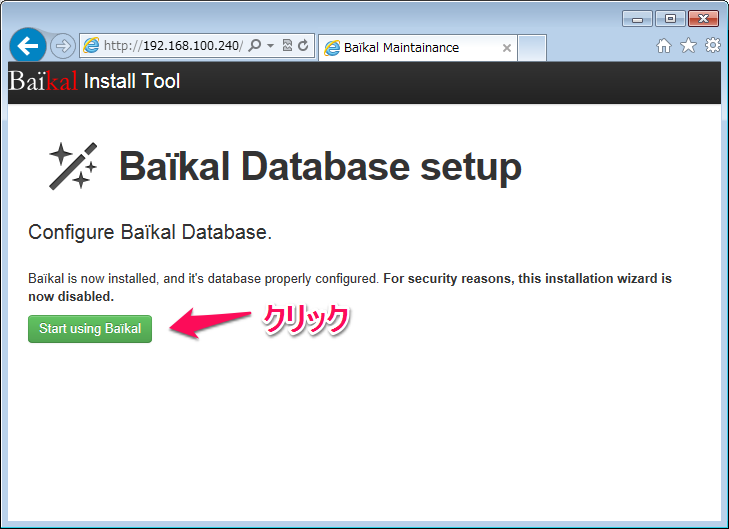 http://192.168.100.240/
Baïkal Maintainance
Baïkal Install Tool
Baïkal Database setup
Configure Baïkal Database.
Baïkal is now installed, and it's database properly configured. For security reasons, this installation wizard is
now disabled.
Start using Baïkal
クリック